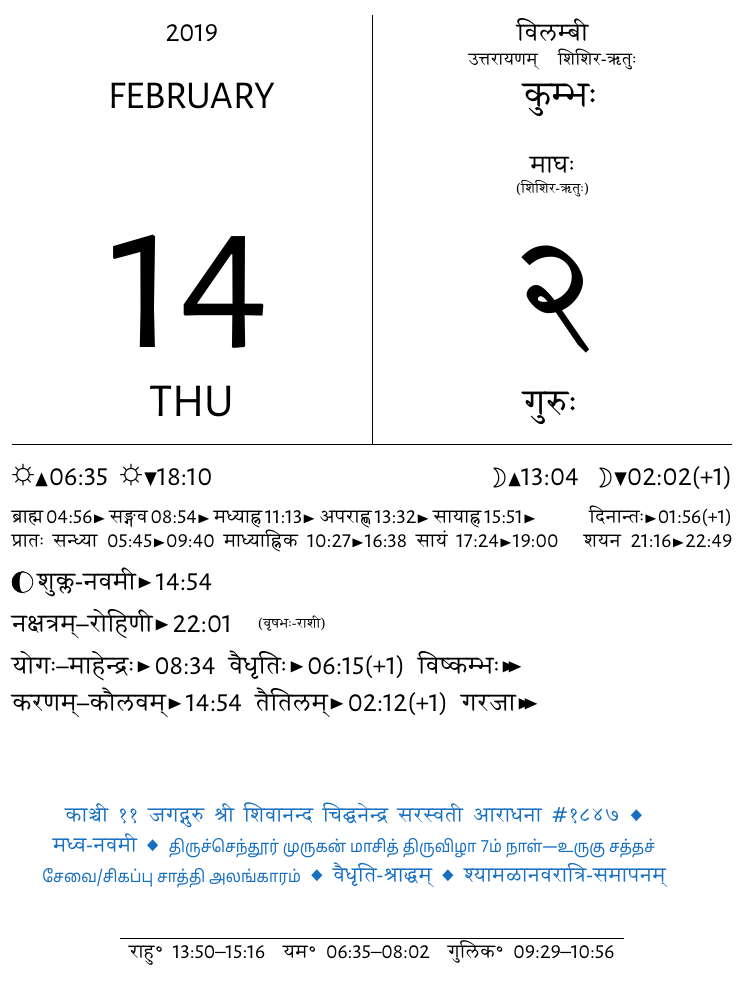 2019
FEBRUARY
14
THU
विलम्बी
उत्तरायणम् शिशिर-ऋतुः
कुम्भः
माघः
(शिशिर-ऋतुः)
२
गुरुः
☼▲06:35 ☼▼18:10 ☽▲13:04 ☽▼02:02(+1)
ब्राह्म 04:56► सङ्गव 08:54► मध्याह्न 11:13► अपराह्ण 13:32► सायाह्न 15:51► दिनान्तः►01:56(+1)
प्रातः सन्ध्या 05:45►09:40 माध्याह्निक 10:27►16:38 सायं 17:24►19:00 शयन 21:16►22:49
🌓शुक्ल-नवमी►14:54
नक्षत्रम्–रोहिणी►22:01 (वृषभः-राशी)
योगः–माहेन्द्रः►08:34 वैधृतिः►06:15(+1) विष्कम्भः►►
करणम्–कौलवम्►14:54 तैतिलम्►02:12(+1) गरजा►►
काञ्ची ११ जगद्गुरु श्री शिवानन्द चिद्घनेन्द्र सरस्वती आराधना #१८४७ ◆
मध्व-नवमी ◆ திருச்செந்தூர் முருகன் மாசித் திருவிழா 7ம் நாள்—உருகு சத்தச்
சேவை/சிகப்பு சாத்தி அலங்காரம் ◆ वैधृति-श्राद्धम् ◆ श्यामळानवरात्रि-समापनम्
राहु° 13:50–15:16 यम° 06:35–08:02 गुलिक° 09:29–10:56